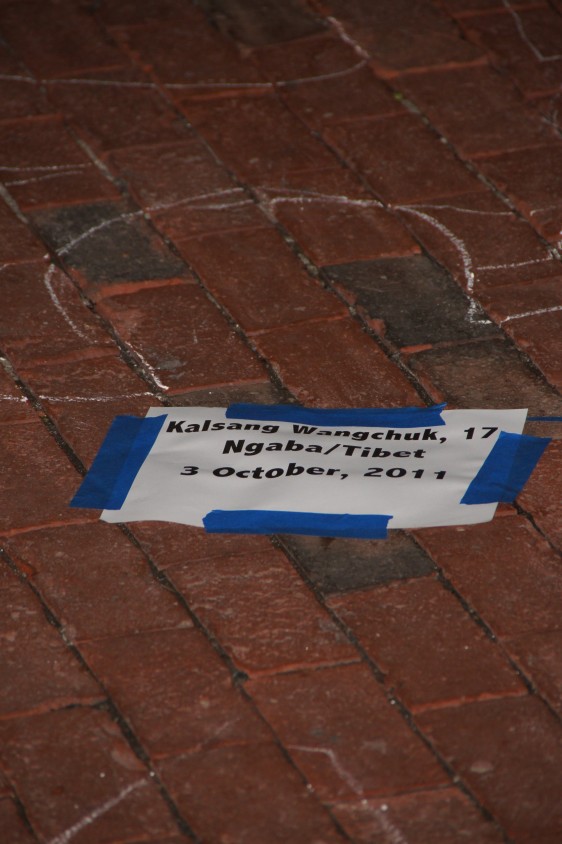 Kalsang Wangchuk, 17
Ngaba/Tibet
3 October, 2011